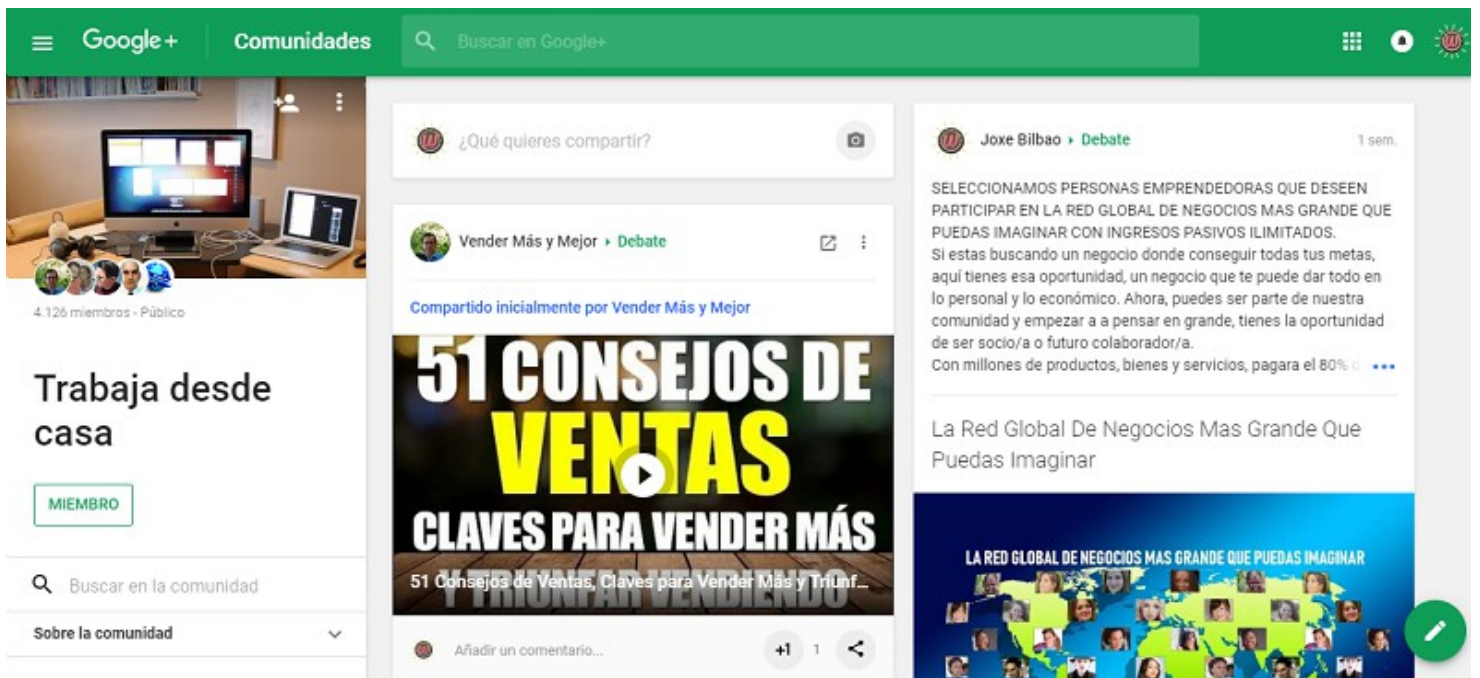 Google+
Comunidades
Buscar en Google+
4.126 miembros - Público
Trabaja desde
casa
MIEMBRO
Buscar en la comunidad
Sobre la comunidad
¿Qué quieres compartir?
Vender Más y Mejor ▸ Debate
Compartido inicialmente por Vender Más y Mejor
51 CONSEJOS DE
VENTAS
CLAVES PARA VENDER MÁS
Y TRIUNFAR VENDIENDO
51 Consejos de Ventas, Claves para Vender Más y Triunf...
Añadir un comentario...
+1 1
Joxe Bilbao ▸ Debate
1 sem.
SELECCIONAMOS PERSONAS EMPRENDEDORAS QUE DESEEN
PARTICIPAR EN LA RED GLOBAL DE NEGOCIOS MAS GRANDE QUE
PUEDAS IMAGINAR CON INGRESOS PASIVOS ILIMITADOS.
Si estas buscando un negocio donde conseguir todas tus metas,
aquí tienes esa oportunidad, un negocio que te puede dar todo en
lo personal y lo económico. Ahora, puedes ser parte de nuestra
comunidad y empezar a a pensar en grande, tienes la oportunidad
de ser socio/a o futuro colaborador/a.
Con millones de productos, bienes y servicios, pagara el 80%
La Red Global De Negocios Mas Grande Que
Puedas Imaginar
LA RED GLOBAL DE NEGOCIOS MAS GRANDE QUE PUEDAS IMAGINAR